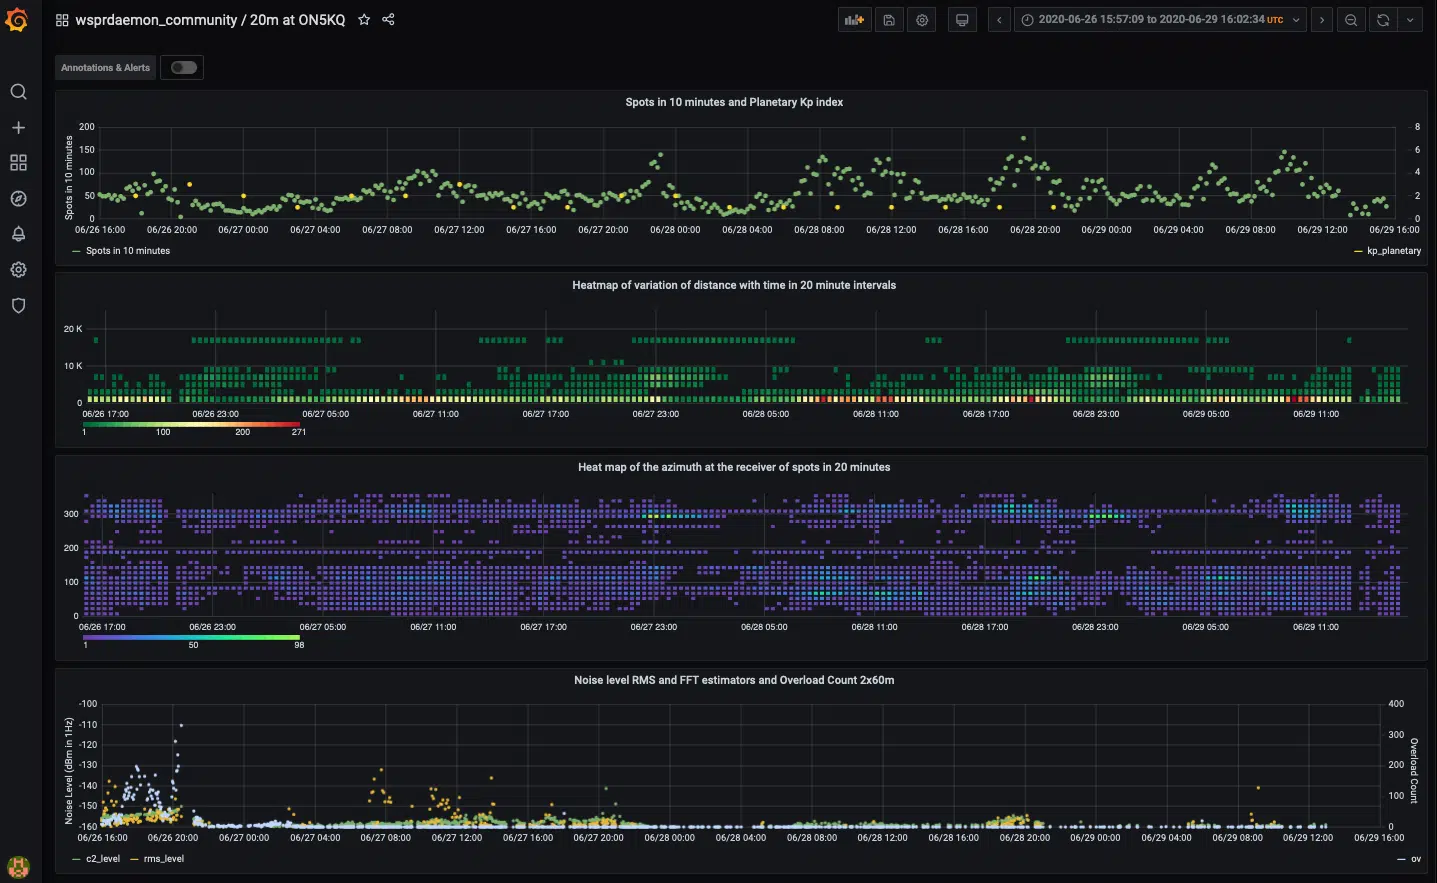 wsprdaemon_community / 20m at ON5KQ
2020-06-26 15:57:09 to 2020-06-29 16:02:34 UTC
Annotations & Alerts
Spots in 10 minutes and Planetary Kp index
Spots in 10 minutes
200
150
100
50
0
8
6
4
2
0
06/26 16:00 06/26 20:00 06/27 00:00 06/27 04:00 06/27 08:00 06/27 12:00 06/27 16:00 06/27 20:00 06/28 00:00 06/28 04:00 06/28 08:00 06/28 12:00 06/28 16:00 06/28 20:00 06/29 00:00 06/29 04:00 06/29 08:00 06/29 12:00 06/29 16:00
Spots in 10 minutes kp_planetary
Heatmap of variation of distance with time in 20 minute intervals
20 K
10 K
0
06/26 17:00 06/26 23:00 06/27 05:00 06/27 11:00 06/27 17:00 06/27 23:00 06/28 05:00 06/28 11:00 06/28 17:00 06/28 23:00 06/29 05:00 06/29 11:00
1 100 200 271
Heat map of the azimuth at the receiver of spots in 20 minutes
300
200
100
0
06/26 17:00 06/26 23:00 06/27 05:00 06/27 11:00 06/27 17:00 06/27 23:00 06/28 05:00 06/28 11:00 06/28 17:00 06/28 23:00 06/29 05:00 06/29 11:00
1 50 98
Noise level RMS and FFT estimators and Overload Count 2x60m
Noise Level (dBm in 1Hz)
-100
-110
-120
-130
-140
-150
-160
400
300
200
100
0
Overload Count
06/26 16:00 06/26 20:00 06/27 00:00 06/27 04:00 06/27 08:00 06/27 12:00 06/27 16:00 06/27 20:00 06/28 00:00 06/28 04:00 06/28 08:00 06/28 12:00 06/28 16:00 06/28 20:00 06/29 00:00 06/29 04:00 06/29 08:00 06/29 12:00 06/29 16:00
c2_level rms_level ov